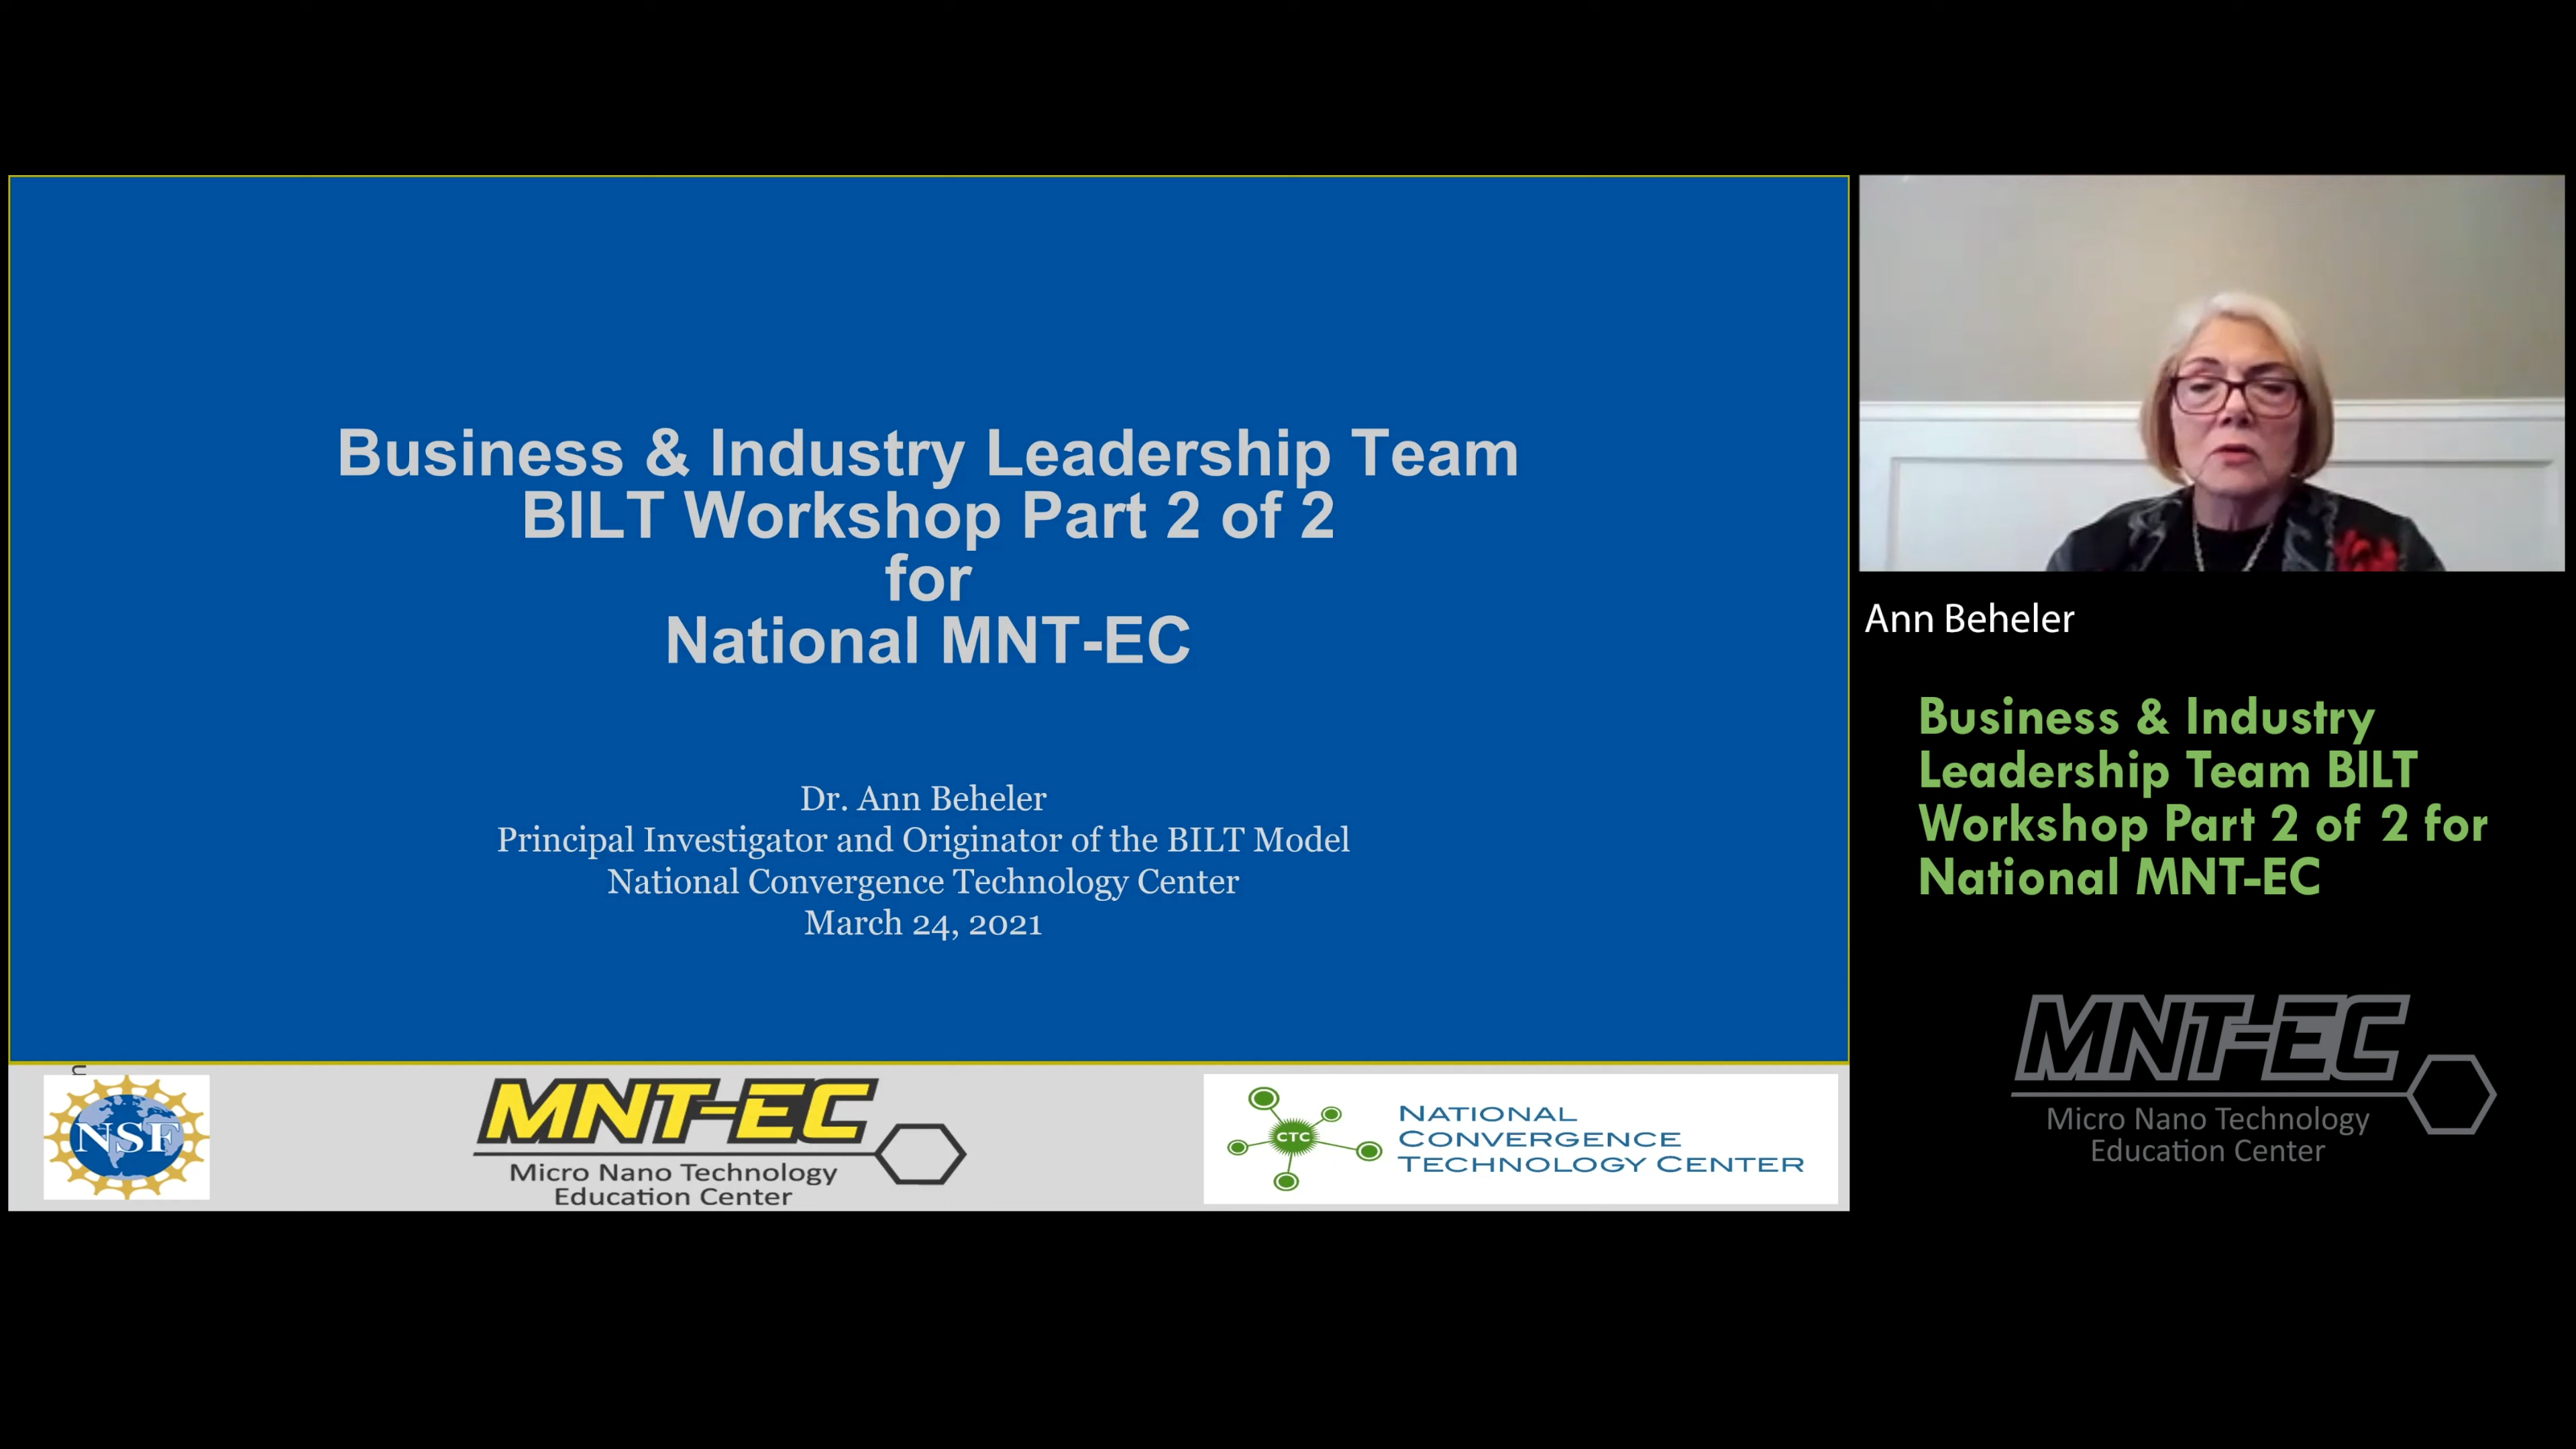 Business & Industry Leadership Team
BILT Workshop Part 2 of 2
for
National MNT-EC
Dr. Ann Beheler
Principal Investigator and Originator of the BILT Model
National Convergence Technology Center
March 24, 2021
n
NSF
MNT-EC
Micro Nano Technology
Education Center
CTC
NATIONAL
CONVERGENCE
TECHNOLOGY CENTER
Ann Beheler
Business & Industry
Leadership Team BILT
Workshop Part 2 of 2 for
National MNT-EC
MNT-EC
Micro Nano Technology
Education Center